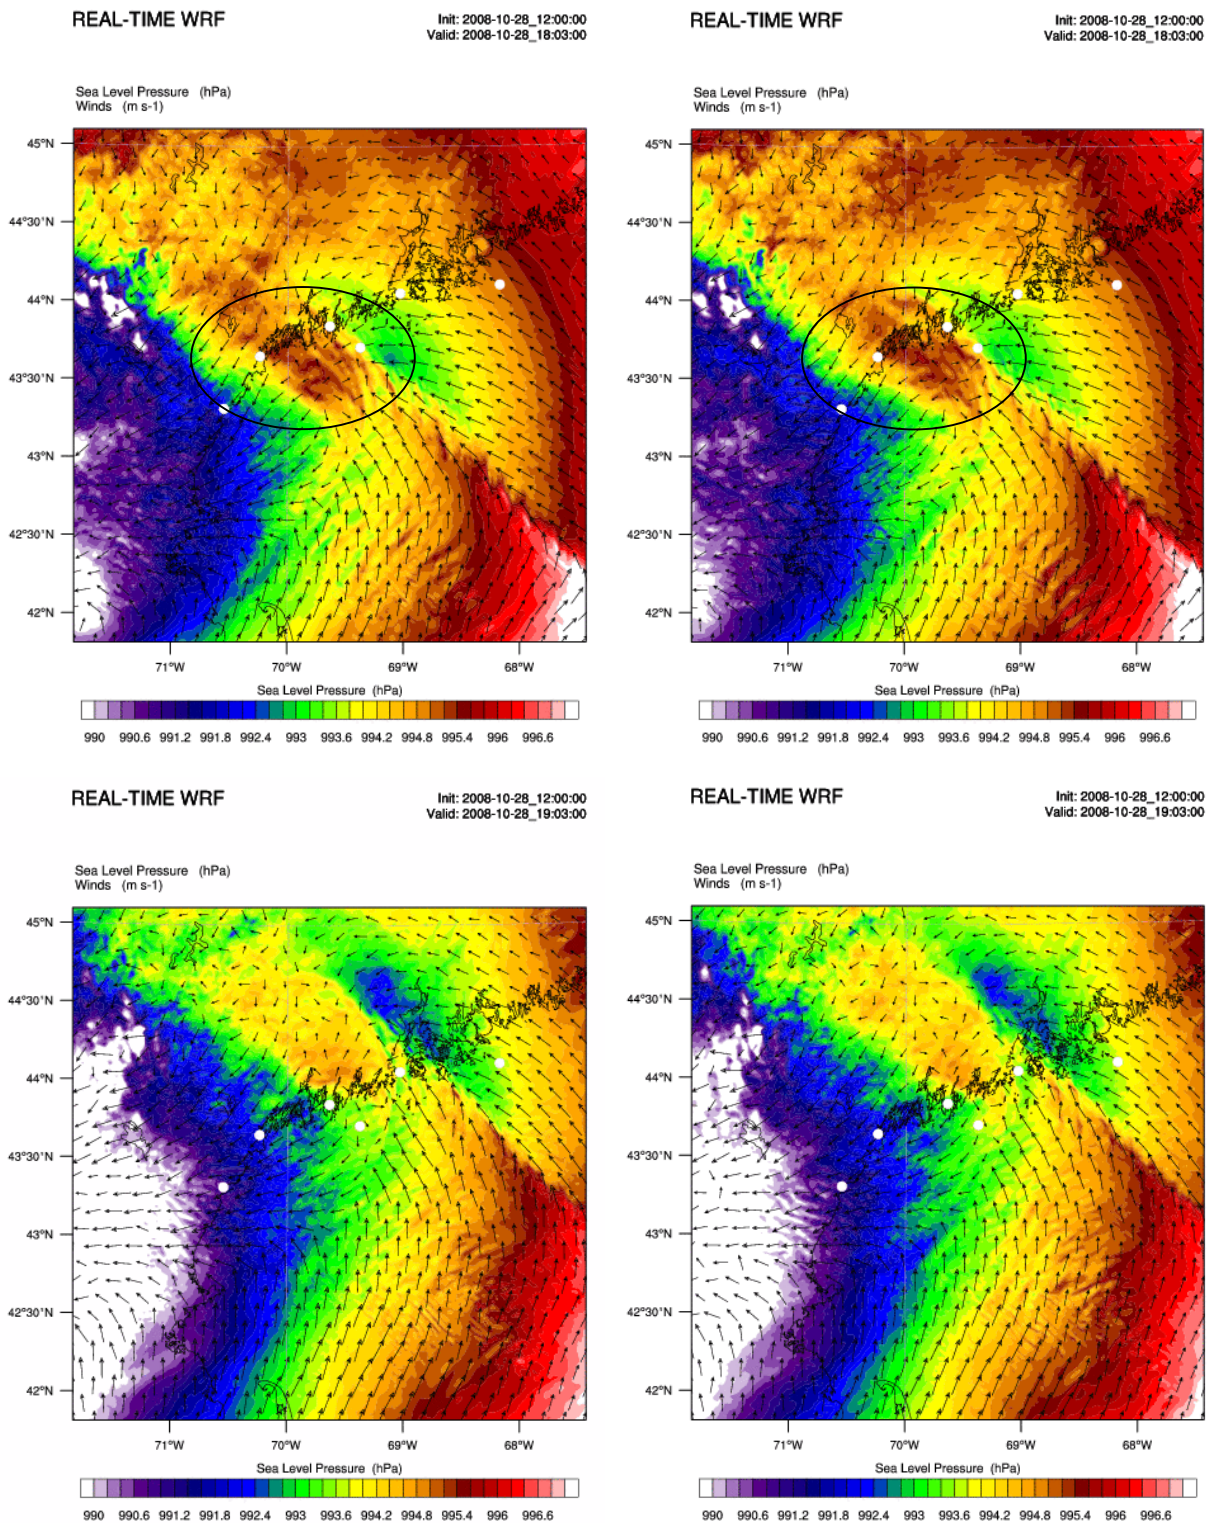 REAL-TIME WRF
Init: 2008-10-28_12:00:00
Valid: 2008-10-28_18:03:00
Sea Level Pressure (hPa)
Winds (m s-1)
45°N
44°30'N
44°N
43°30'N
43°N
42°30'N
42°N
71°W 70°W 69°W 68°W
Sea Level Pressure (hPa)
990 990.6 991.2 991.8 992.4 993 993.6 994.2 994.8 995.4 996 996.6
REAL-TIME WRF
Init: 2008-10-28_12:00:00
Valid: 2008-10-28_18:03:00
Sea Level Pressure (hPa)
Winds (m s-1)
45°N
44°30'N
44°N
43°30'N
43°N
42°30'N
42°N
71°W 70°W 69°W 68°W
Sea Level Pressure (hPa)
990 990.6 991.2 991.8 992.4 993 993.6 994.2 994.8 995.4 996 996.6
REAL-TIME WRF
Init: 2008-10-28_12:00:00
Valid: 2008-10-28_19:03:00
Sea Level Pressure (hPa)
Winds (m s-1)
45°N
44°30'N
44°N
43°30'N
43°N
42°30'N
42°N
71°W 70°W 69°W 68°W
Sea Level Pressure (hPa)
990 990.6 991.2 991.8 992.4 993 993.6 994.2 994.8 995.4 996 996.6
REAL-TIME WRF
Init: 2008-10-28_12:00:00
Valid: 2008-10-28_19:03:00
Sea Level Pressure (hPa)
Winds (m s-1)
45°N
44°30'N
44°N
43°30'N
43°N
42°30'N
42°N
71°W 70°W 69°W 68°W
Sea Level Pressure (hPa)
990 990.6 991.2 991.8 992.4 993 993.6 994.2 994.8 995.4 996 996.6